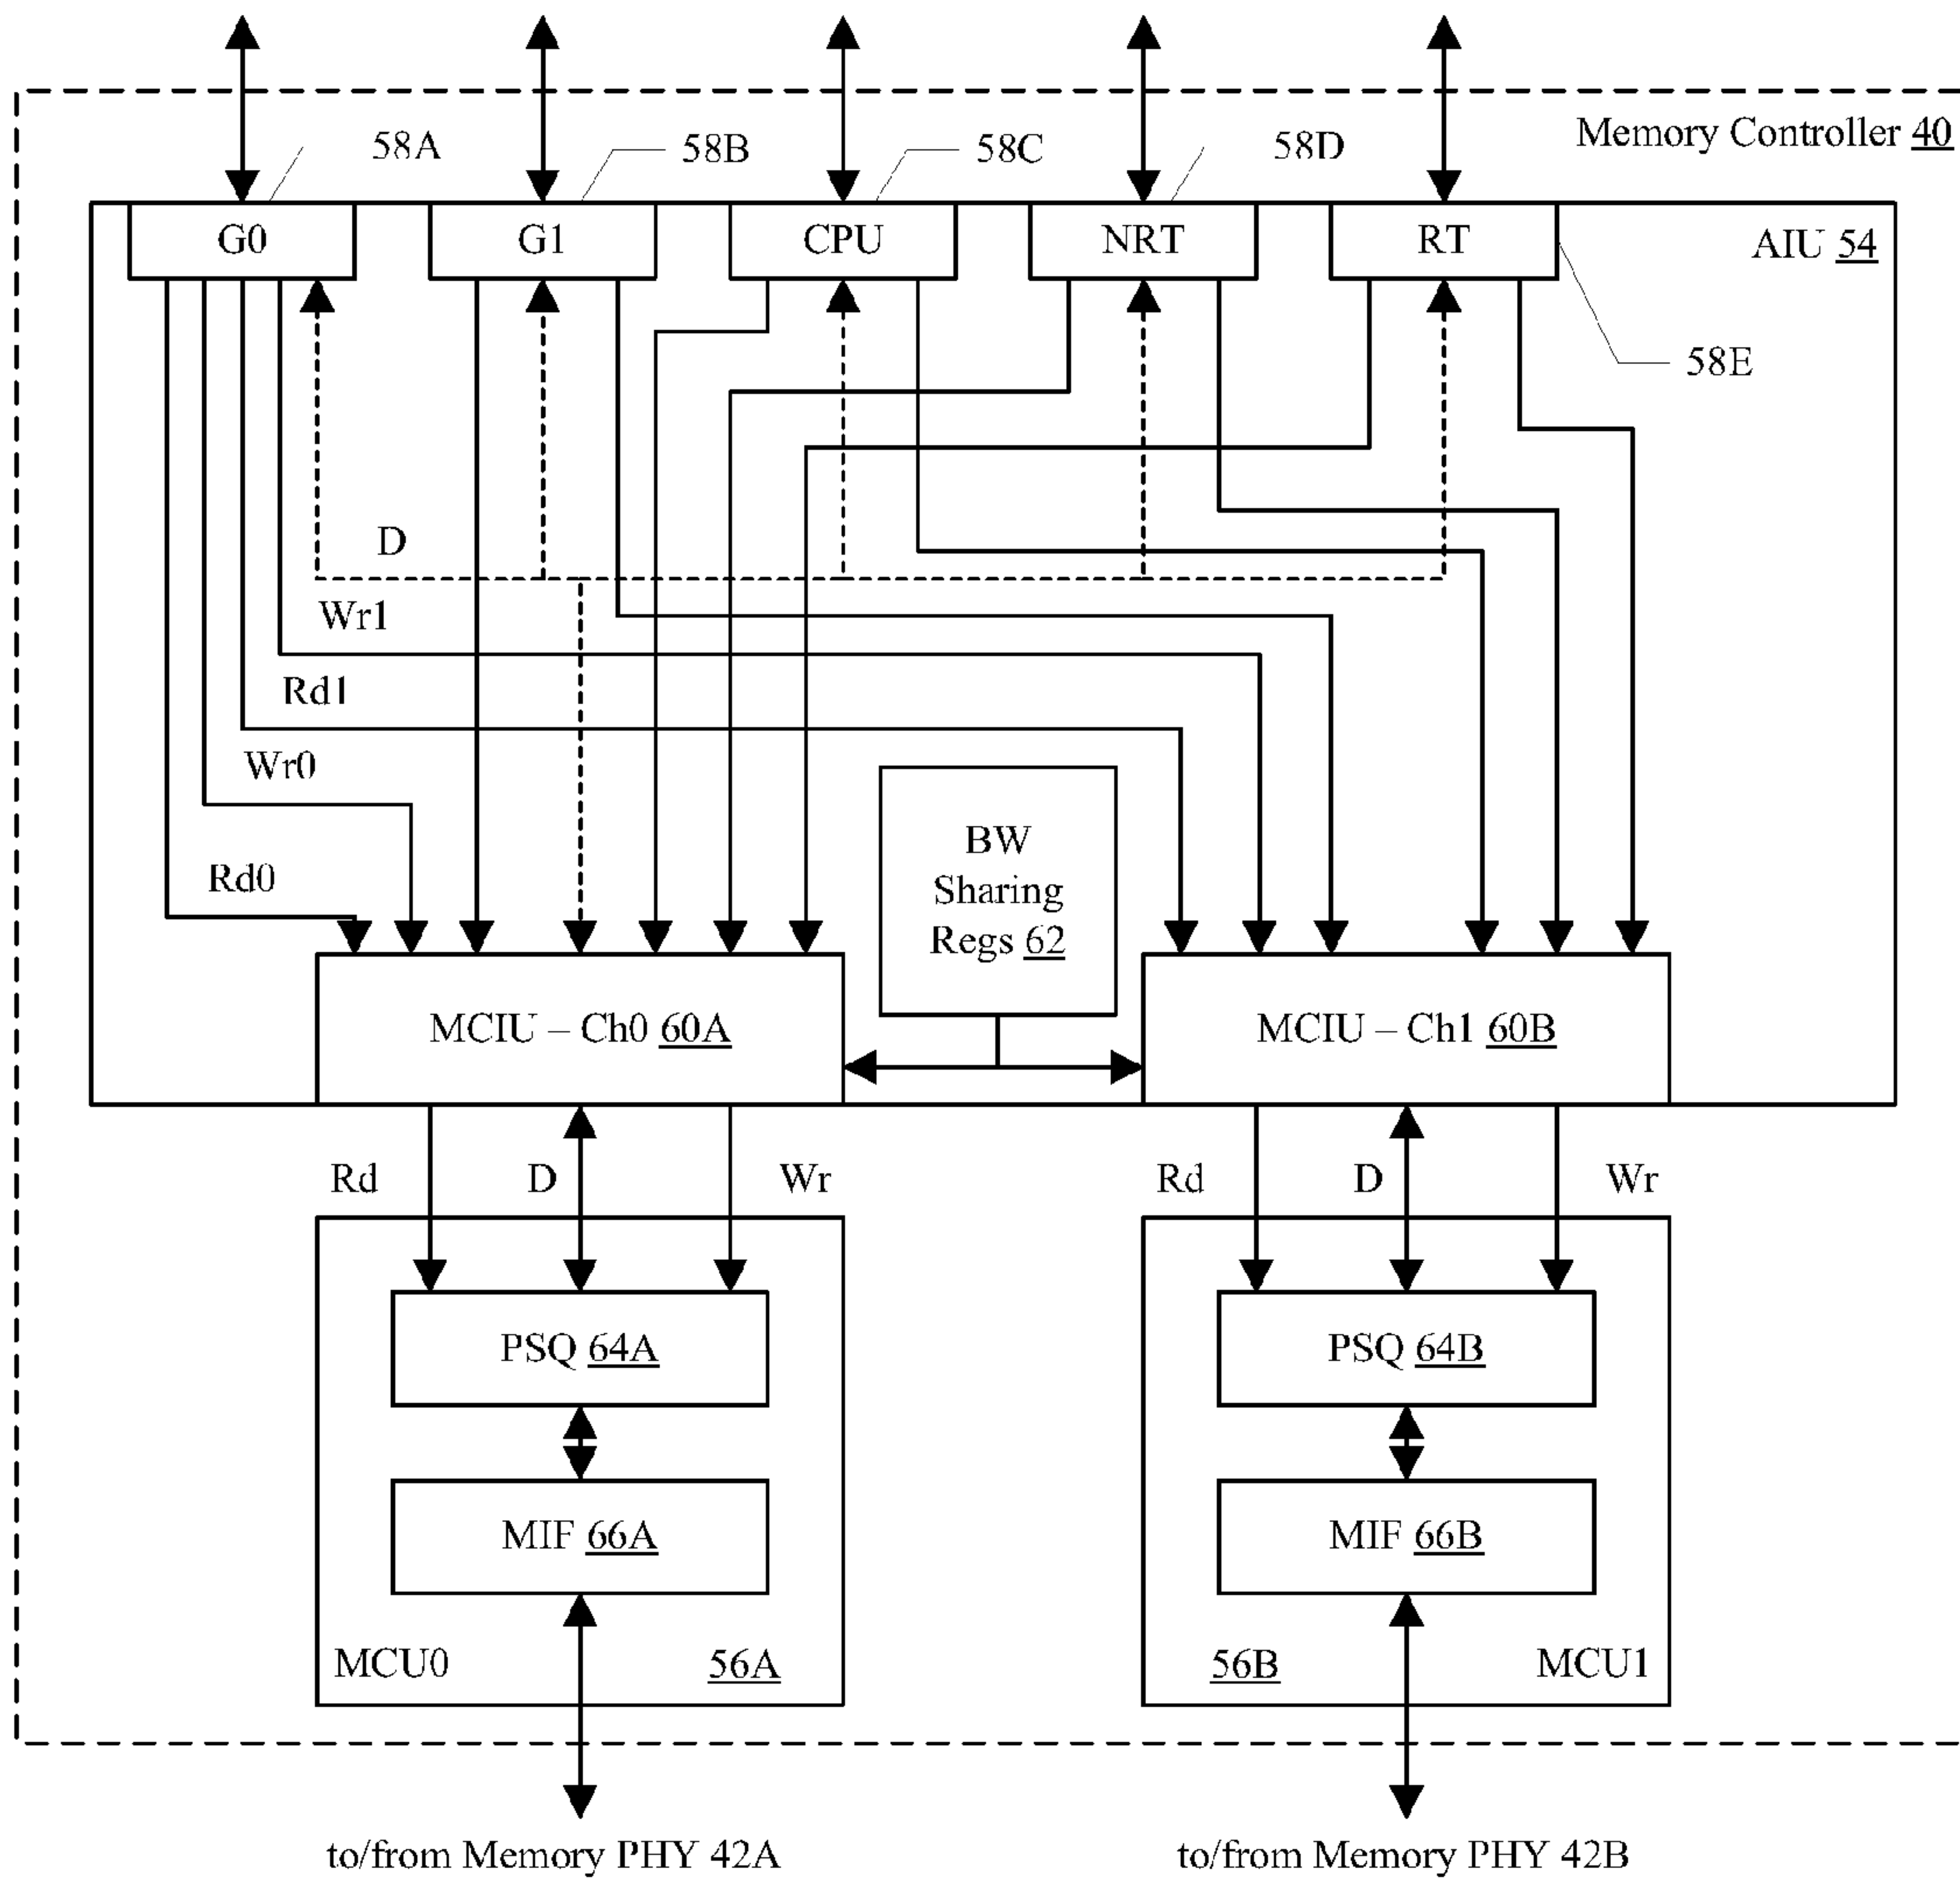 Memory Controller 40
58A
58B
58C
58D
G0
G1
CPU
NRT
RT
AIU 54
58E
D
Wr1
Rd1
Wr0
Rd0
BW
Sharing
Regs 62
MCIU – Ch0 60A
MCIU – Ch1 60B
Rd
D
Wr
Rd
D
Wr
PSQ 64A
PSQ 64B
MIF 66A
MIF 66B
MCU0
56A
56B
MCU1
to/from Memory PHY 42A
to/from Memory PHY 42B